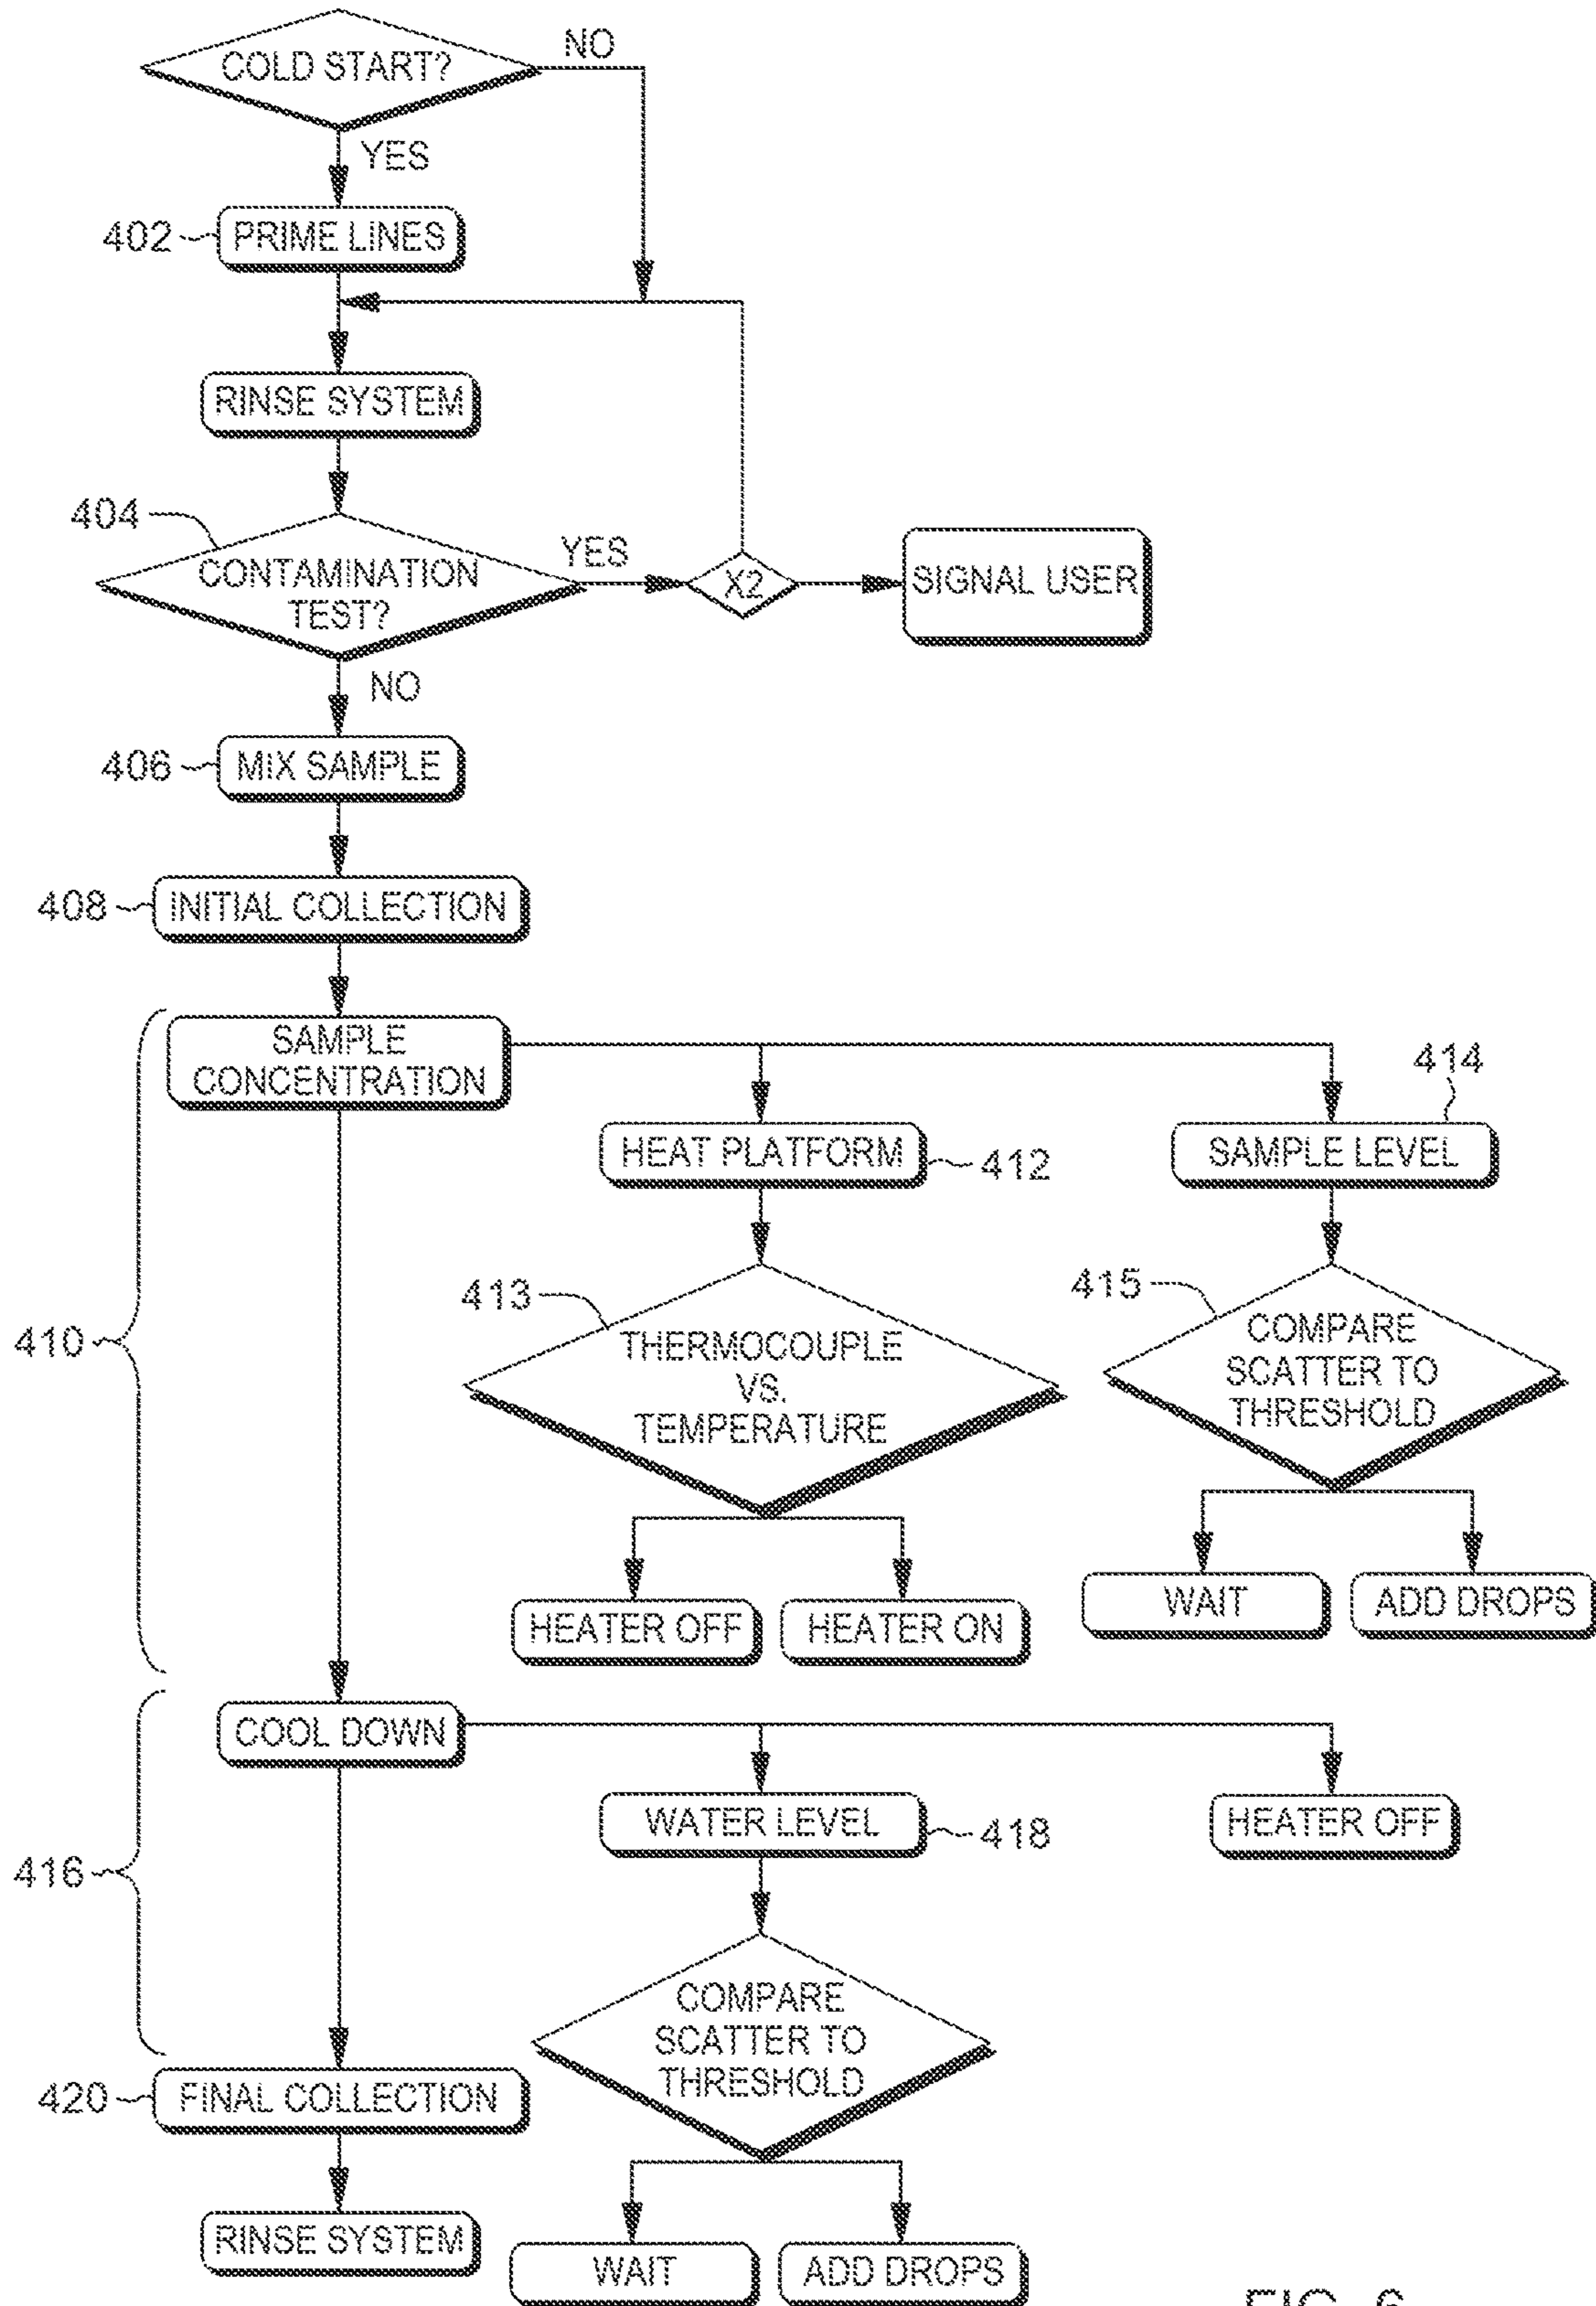 COLD START?
NO
YES
402
PRIME LINES
RINSE SYSTEM
404
CONTAMINATION
TEST?
YES
X2
SIGNAL USER
NO
406
MIX SAMPLE
408
INITIAL COLLECTION
410
SAMPLE
CONCENTRATION
414
HEAT PLATFORM
412
SAMPLE LEVEL
413
THERMOCOUPLE
VS.
TEMPERATURE
415
COMPARE
SCATTER TO
THRESHOLD
WAIT
ADD DROPS
HEATER OFF
HEATER ON
416
COOL DOWN
WATER LEVEL
418
HEATER OFF
COMPARE
SCATTER TO
THRESHOLD
420
FINAL COLLECTION
RINSE SYSTEM
WAIT
ADD DROPS
FIG. 6